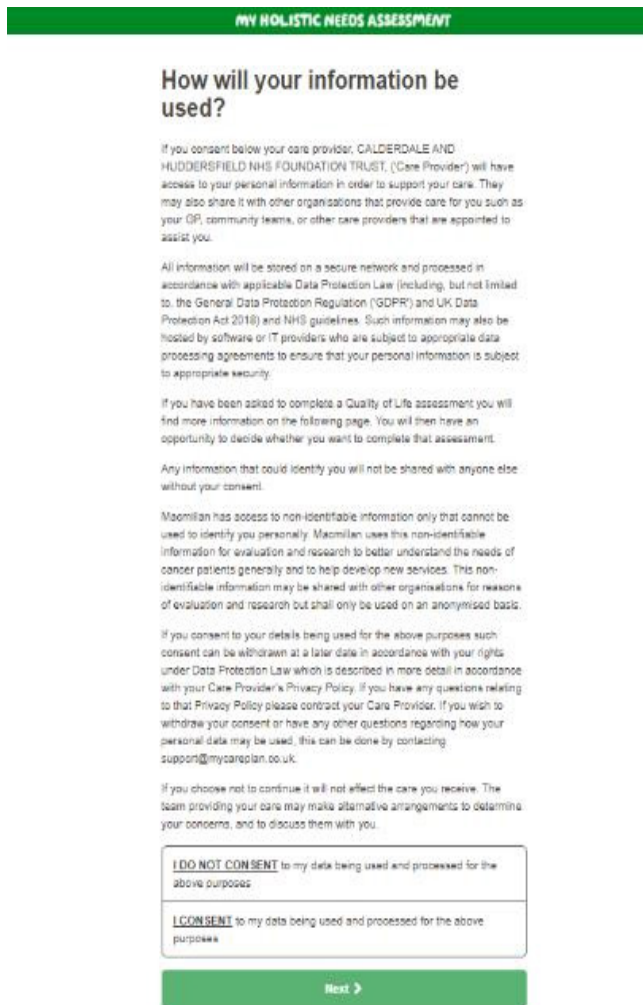 MY HOLISTIC NEEDS ASSESSMENT
How will your information be
used?
If you consent below your care provider, CALDERDALE AND
HUDDERSFIELD NHS FOUNDATION TRUST, ('Care Provider') will have
access to your personal information in order to support your care. They
may also share it with other organisations that provide care for you such as
your GP, community teams, or other care providers that are appointed to
assist you.
All information will be stored on a secure network and processed in
accordance with applicable Data Protection Law (including, but not limited
to, the General Data Protection Regulation ('GDPR') and UK Data
Protection Act 2018) and NHS guidelines. Such information may also be
hosted by software or IT providers who are subject to appropriate data
processing agreements to ensure that your personal information is subject
to appropriate security.
If you have been asked to complete a Quality of Life assessment you will
find more information on the following page. You will then have an
opportunity to decide whether you want to complete that assessment.
Any information that could identify you will not be shared with anyone else
without your consent.
Macmillan has access to non-identifiable information only that cannot be
used to identify you personally. Macmillan uses this non-identifiable
information for evaluation and research to better understand the needs of
cancer patients generally and to help develop new services. This non-
identifiable information may be shared with other organisations for reasons
of evaluation and research but shall only be used on an anonymised basis.
If you consent to your details being used for the above purposes such
consent can be withdrawn at a later date in accordance with your rights
under Data Protection Law which is described in more detail in accordance
with your Care Provider's Privacy Policy. If you have any questions relating
to that Privacy Policy please contract your Care Provider. If you wish to
withdraw your consent or have any other questions regarding how your
personal data may be used, this can be done by contacting
support@mycareplan.co.uk.
If you choose not to continue it will not effect the care you receive. The
team providing your care may make alternative arrangements to determine
your concerns, and to discuss them with you.
I DO NOT CONSENT to my data being used and processed for the
above purposes
I CONSENT to my data being used and processed for the above
purposes
Next